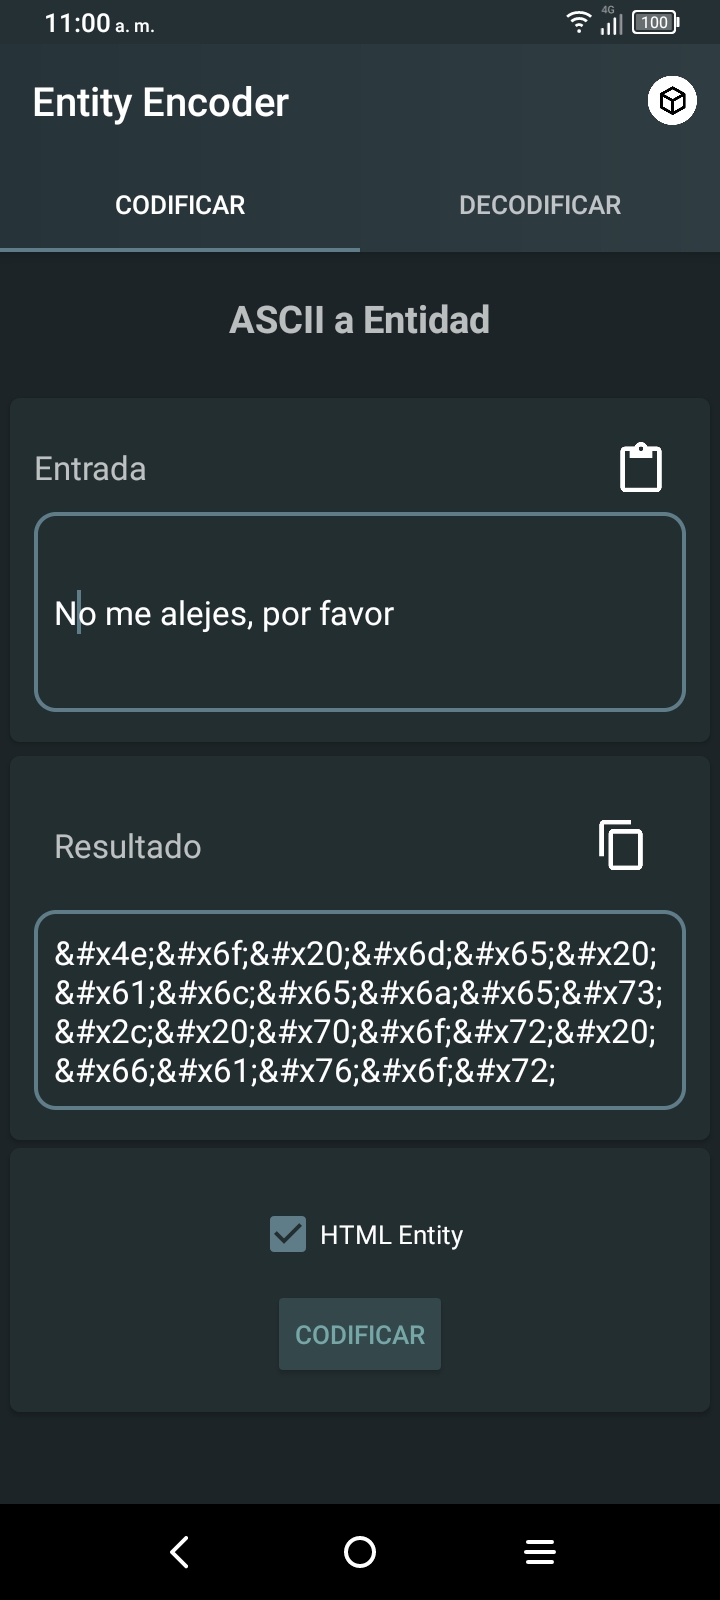 11:00 a. m.
4G
100
Entity Encoder
CODIFICAR
DECODIFICAR
ASCII a Entidad
Entrada
No me alejes, por favor
Resultado
&#x4e;&#x6f;&#x20;&#x6d;&#x65;&#x20;
&#x61;&#x6c;&#x65;&#x6a;&#x65;&#x73;
&#x2c;&#x20;&#x70;&#x6f;&#x72;&#x20;
&#x66;&#x61;&#x76;&#x6f;&#x72;
HTML Entity
CODIFICAR